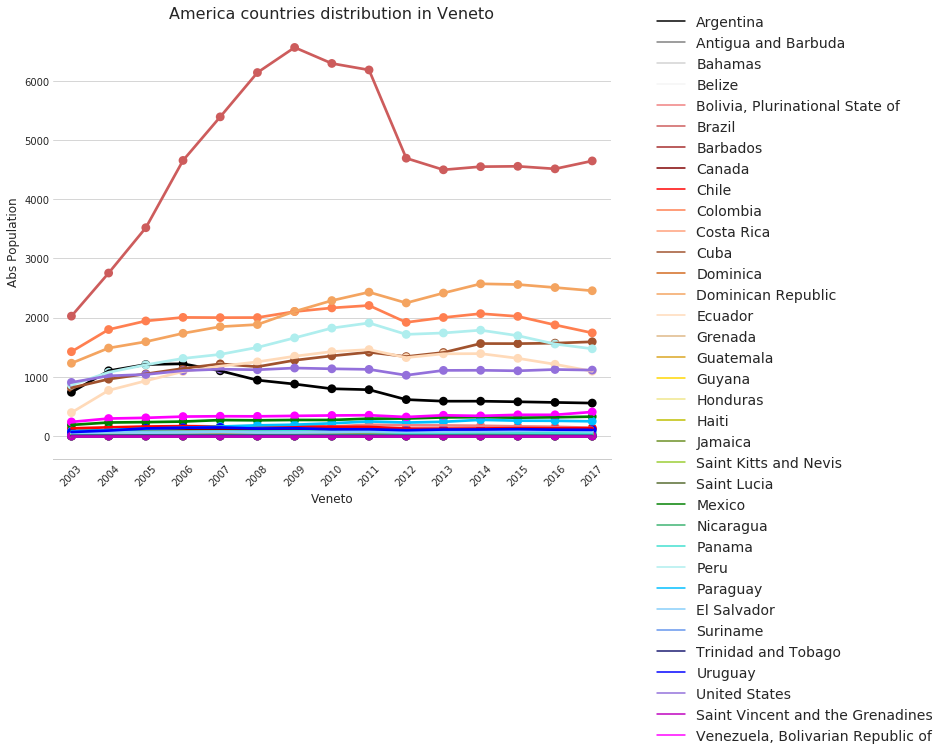 America countries distribution in Veneto
Abs Population
6000
5000
4000
3000
2000
1000
0
2003
2004
2005
2006
2007
2008
2009
2010
2011
2012
2013
2014
2015
2016
2017
Veneto
Argentina
Antigua and Barbuda
Bahamas
Belize
Bolivia, Plurinational State of
Brazil
Barbados
Canada
Chile
Colombia
Costa Rica
Cuba
Dominica
Dominican Republic
Ecuador
Grenada
Guatemala
Guyana
Honduras
Haiti
Jamaica
Saint Kitts and Nevis
Saint Lucia
Mexico
Nicaragua
Panama
Peru
Paraguay
El Salvador
Suriname
Trinidad and Tobago
Uruguay
United States
Saint Vincent and the Grenadines
Venezuela, Bolivarian Republic of